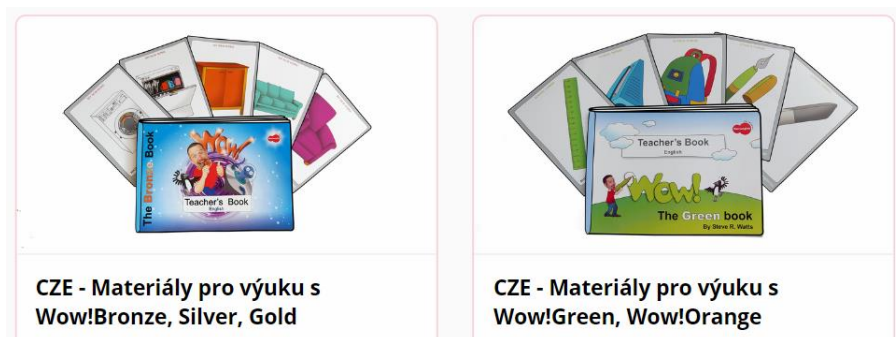 The Bronze Book
Wow!
Teacher's Book
English
CZE - Materiály pro výuku s
Wow!Bronze, Silver, Gold
Teacher's Book
English
Wow!
The Green book
By Steve R. Watts
CZE - Materiály pro výuku s
Wow!Green, Wow!Orange